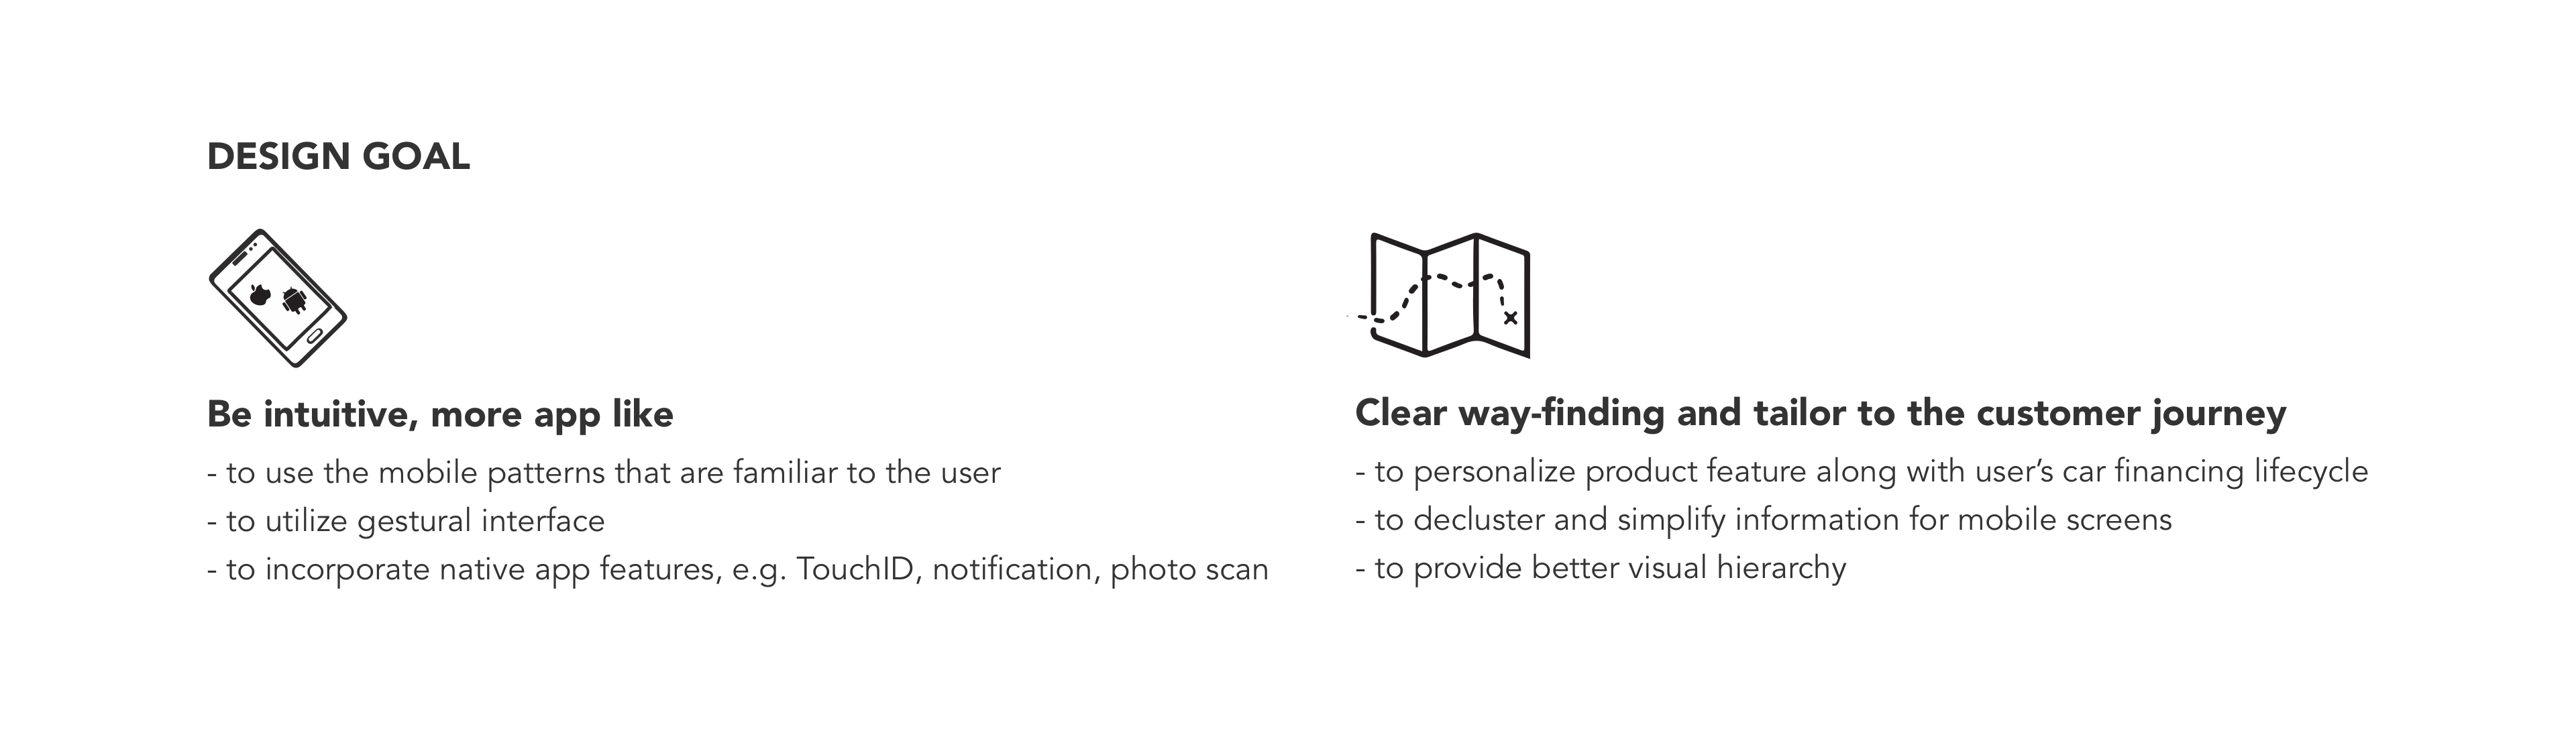 DESIGN GOAL
Be intuitive, more app like
- to use the mobile patterns that are familiar to the user
- to utilize gestural interface
- to incorporate native app features, e.g. TouchID, notification, photo scan
Clear way-finding and tailor to the customer journey
- to personalize product feature along with user’s car financing lifecycle
- to decluster and simplify information for mobile screens
- to provide better visual hierarchy